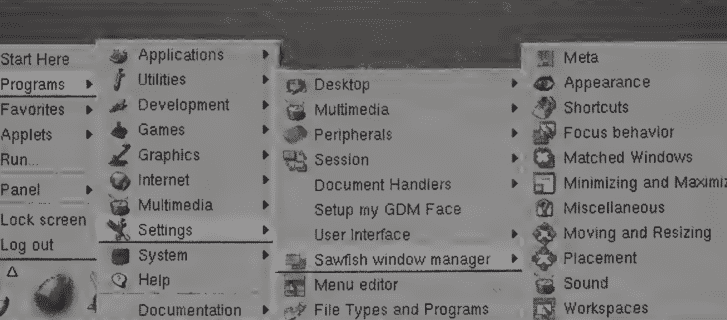 Start Here
Programs
Favorites
Applets
Run...
Panel
Lock screen
Log out
Applications
Utilities
Development
Games
Graphics
Internet
Multimedia
Settings
System
Help
Documentation
Desktop
Multimedia
Peripherals
Session
Document Handlers
Setup my GDM Face
User Interface
Sawfish window manager
Menu editor
File Types and Programs
Meta
Appearance
Shortcuts
Focus behavior
Matched Windows
Minimizing and Maximiz
Miscellaneous
Moving and Resizing
Placement
Sound
Workspaces